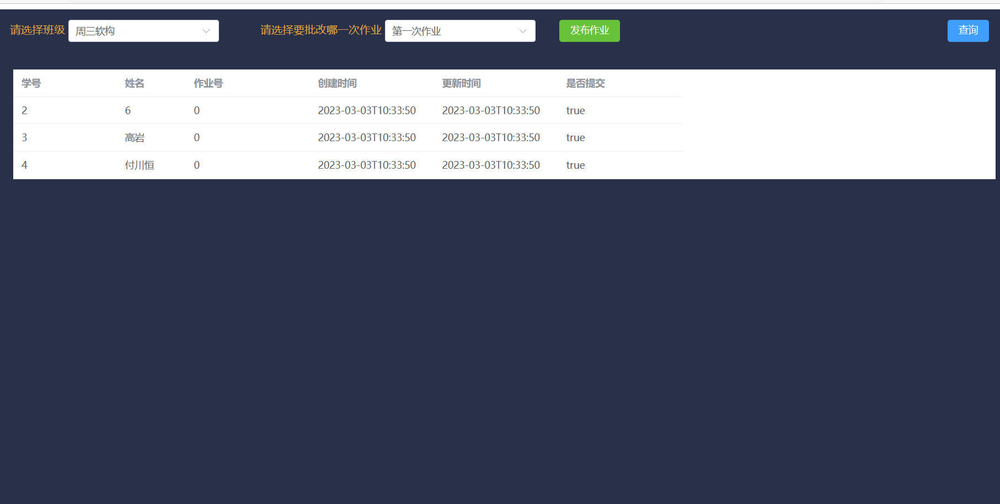 请选择班级 周三软构 请选择要批改哪一次作业 第一次作业 发布作业 查询
学号 姓名 作业号 创建时间 更新时间 是否提交
2 6 0 2023-03-03T10:33:50 2023-03-03T10:33:50 true
3 高岩 0 2023-03-03T10:33:50 2023-03-03T10:33:50 true
4 付川恒 0 2023-03-03T10:33:50 2023-03-03T10:33:50 true